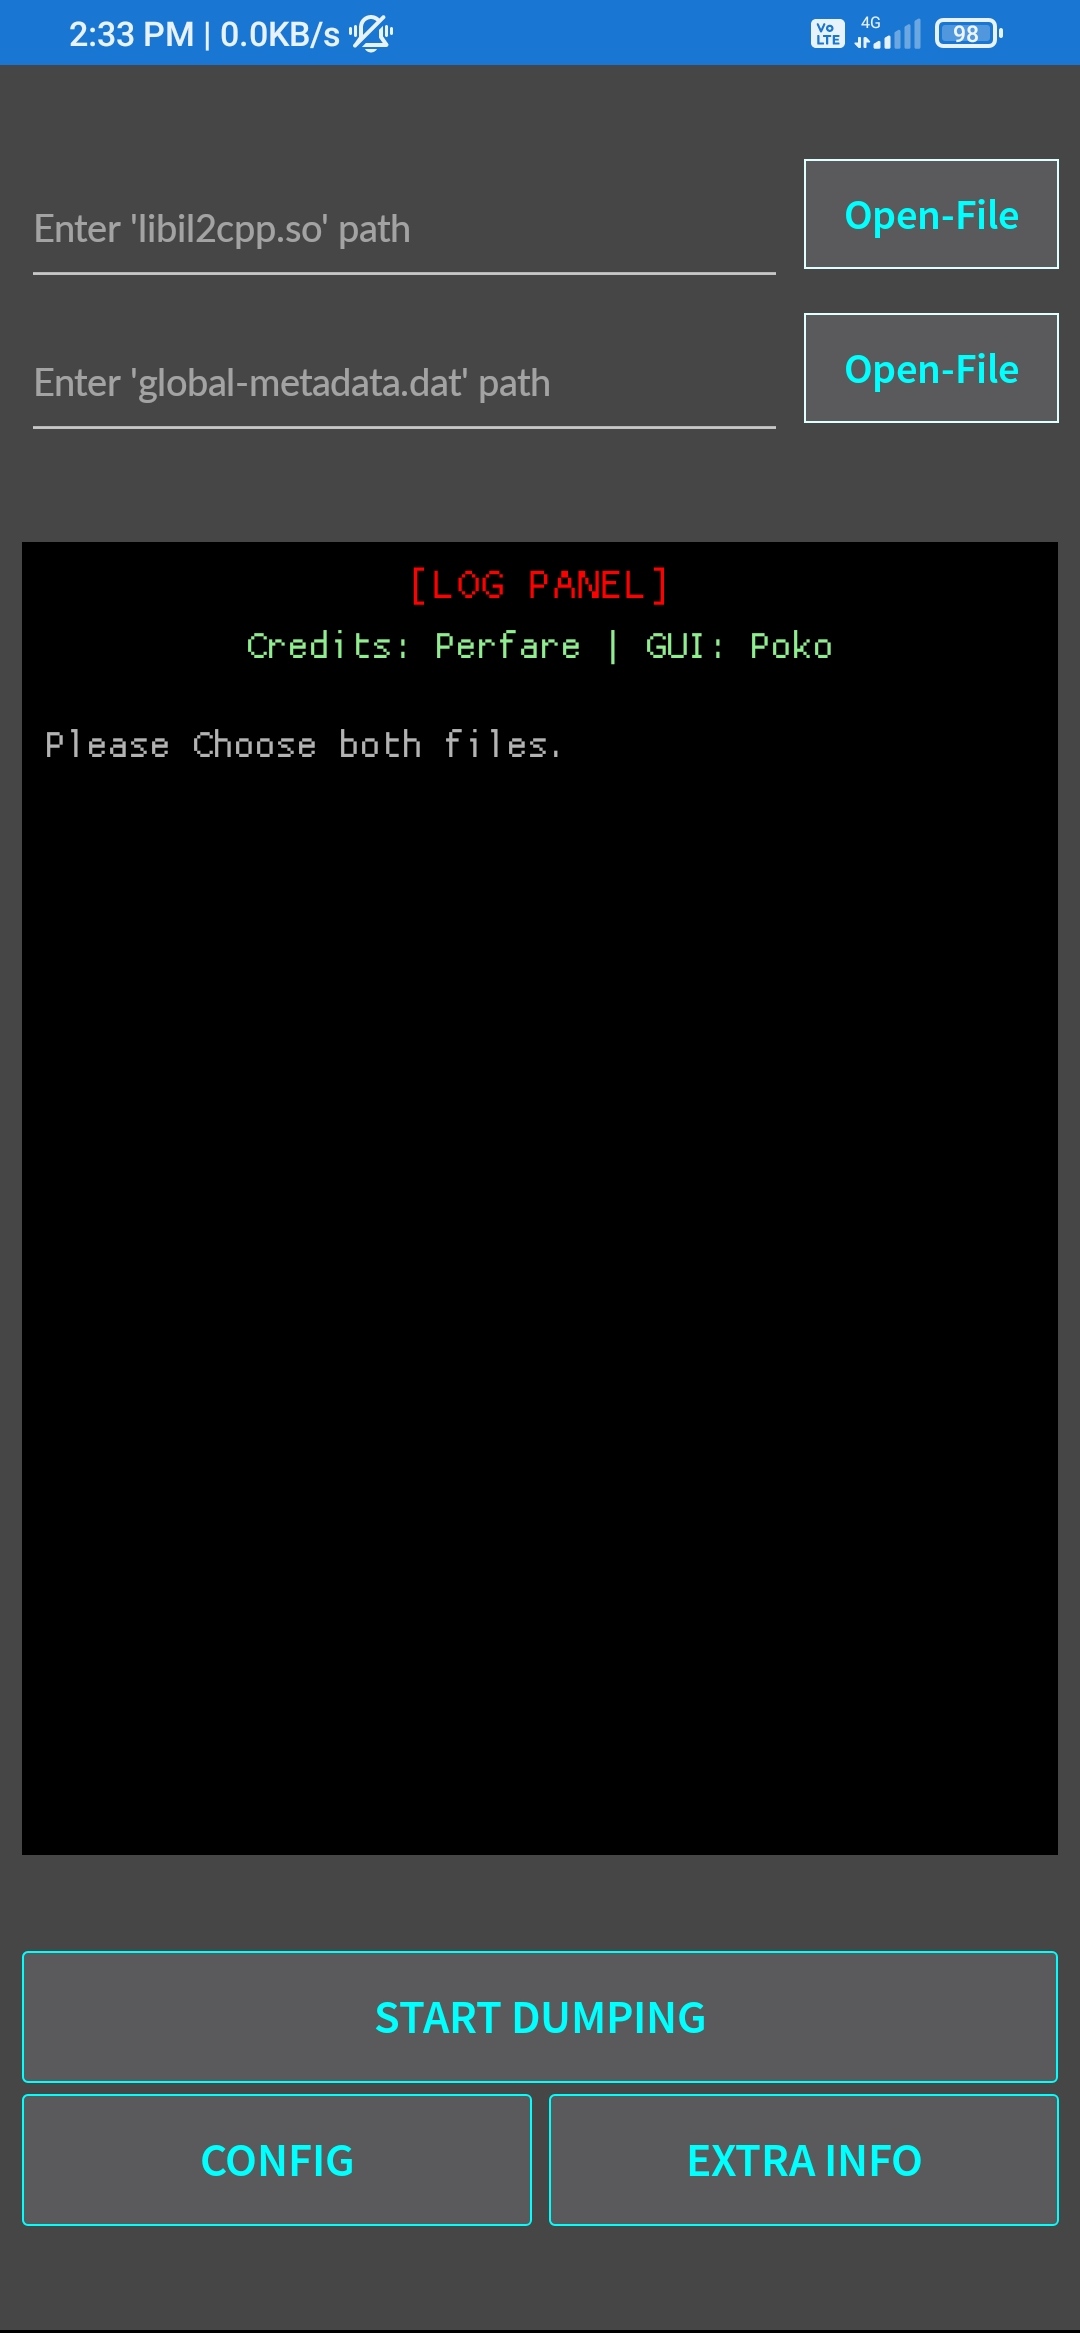 2:33 PM | 0.0KB/s
Vo LTE 4G 98
Enter 'libil2cpp.so' path
Open-File
Enter 'global-metadata.dat' path
Open-File
[LOG PANEL]
Credits: Perfare | GUI: Poko
Please Choose both files.
START DUMPING
CONFIG
EXTRA INFO